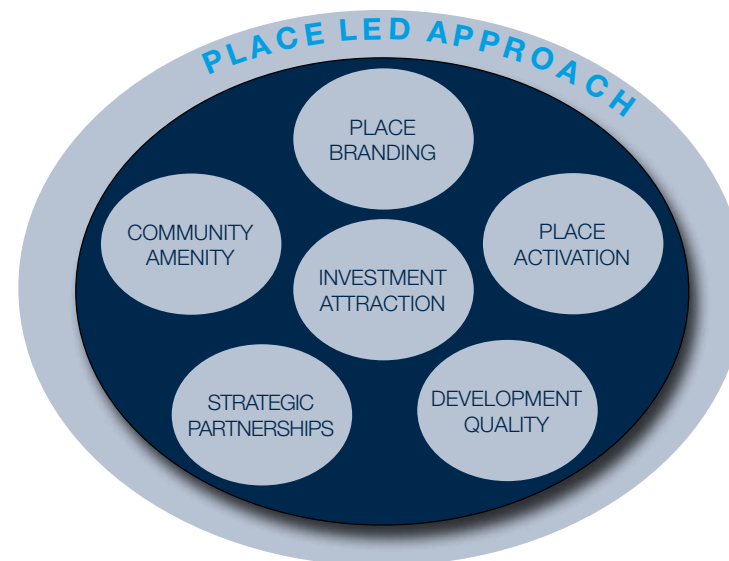 PLACE LED APPROACH
PLACE
BRANDING
COMMUNITY
AMENITY
PLACE
ACTIVATION
INVESTMENT
ATTRACTION
STRATEGIC
PARTNERSHIPS
DEVELOPMENT
QUALITY